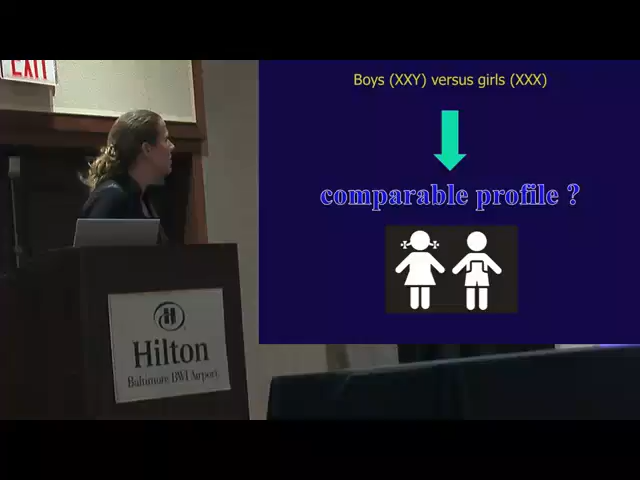 EXIT
Boys (XXY) versus girls (XXX)
comparable profile ?
H
Hilton
Baltimore BWI Airport